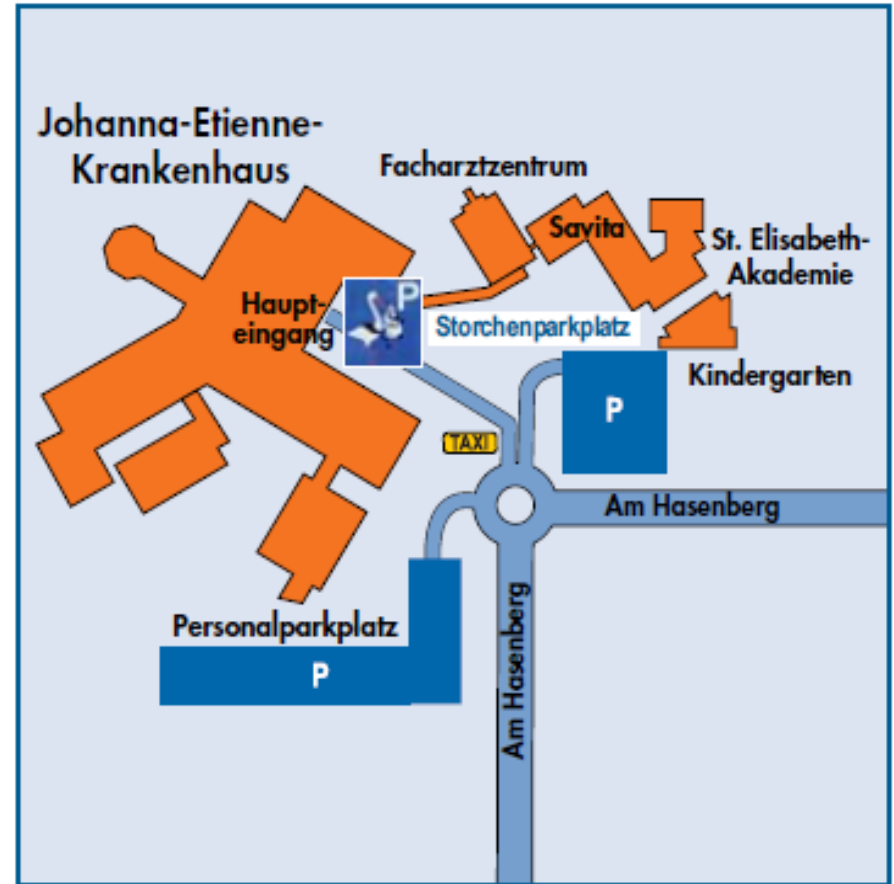 Johanna-Etienne-
Krankenhaus
Facharztzentrum
Savita
St. Elisabeth-
Akademie
Haupt-
eingang
P
Storchenparkplatz
Kindergarten
P
TAXI
Am Hasenberg
Personalparkplatz
P
Am Hasenberg